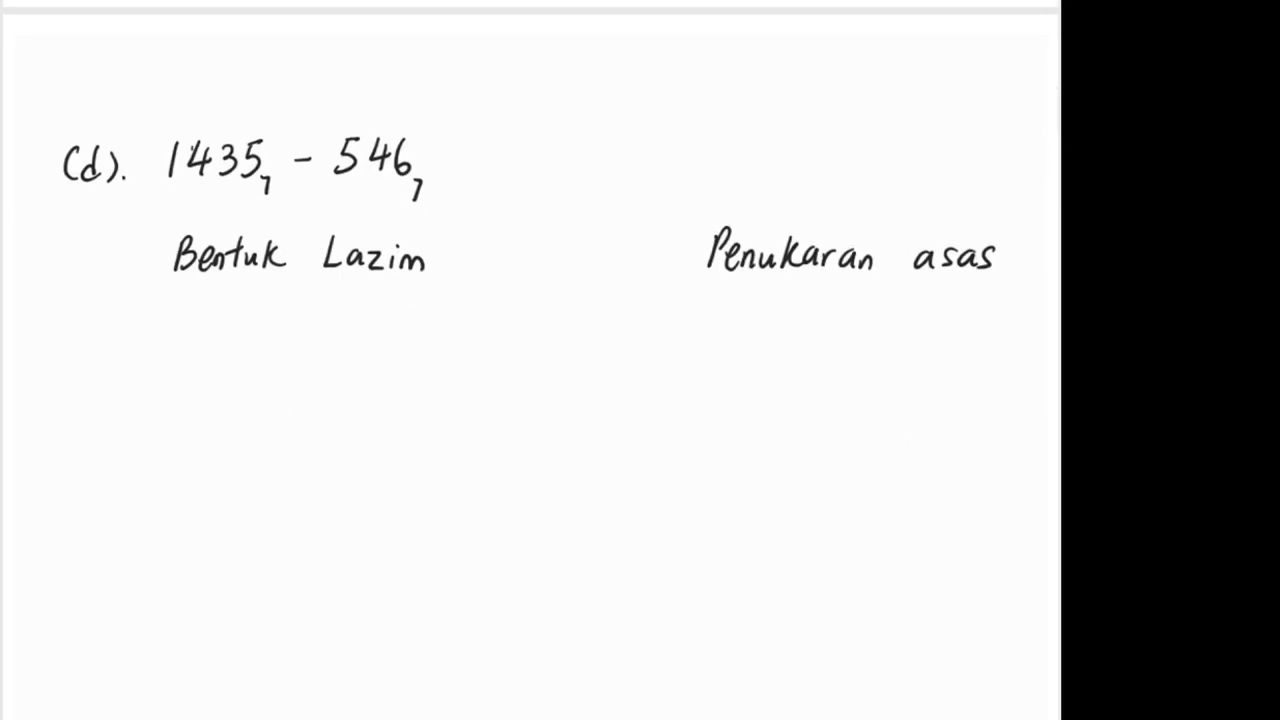 (d). 1435₇ - 546₇
Bentuk Lazim
Penukaran asas